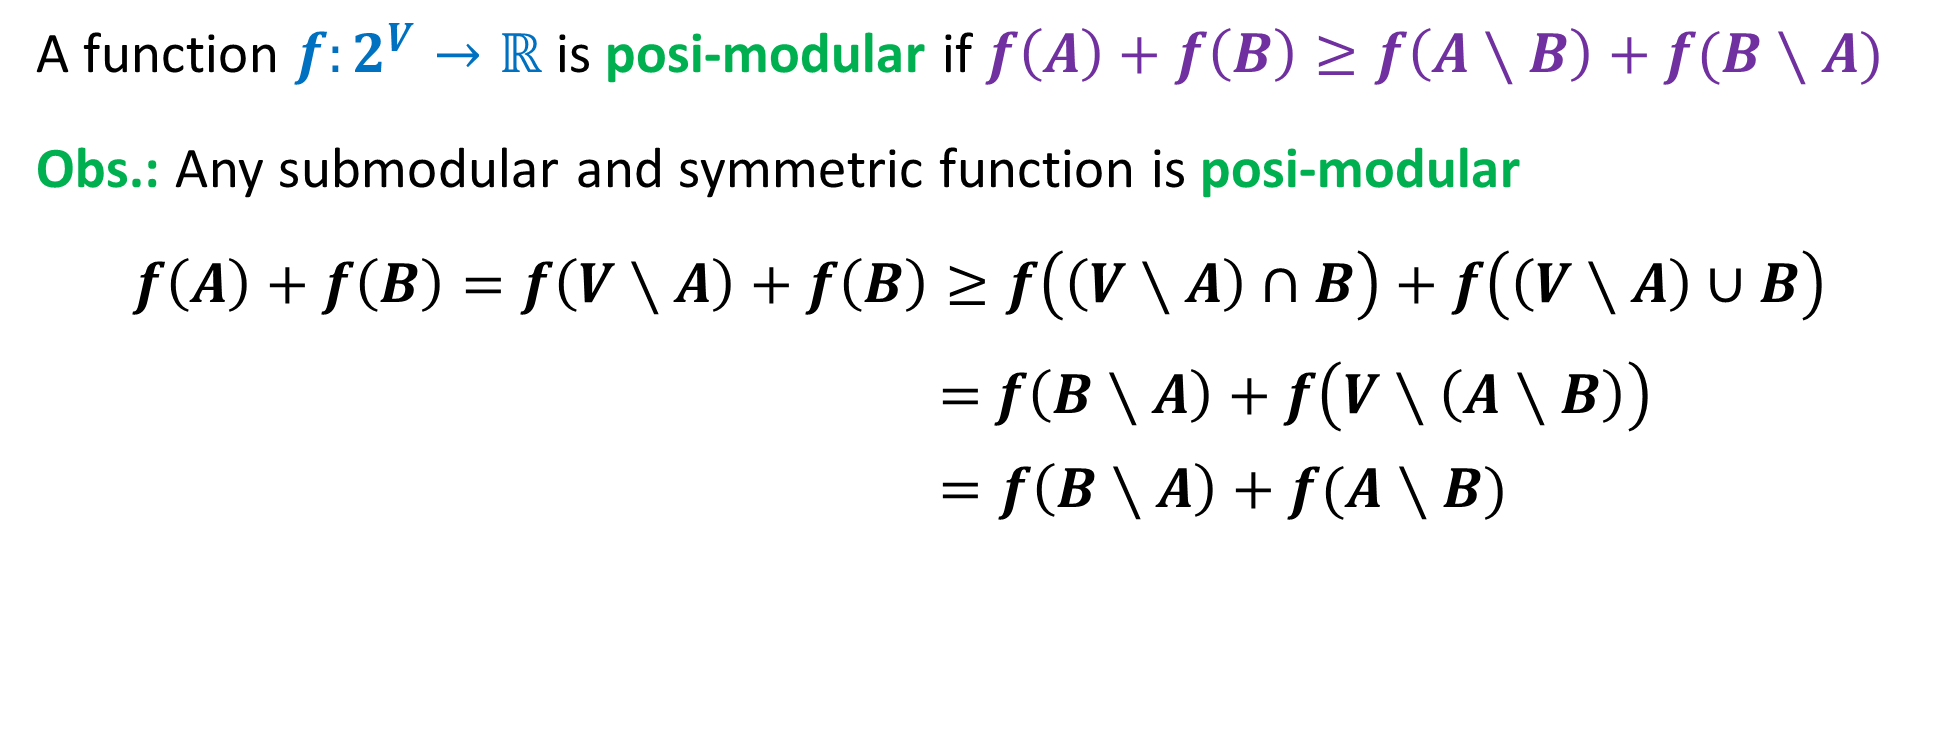 A function f: 2^V → ℝ is posi-modular if f(A) + f(B) ≥ f(A \ B) + f(B \ A)
Obs.: Any submodular and symmetric function is posi-modular
f(A) + f(B) = f(V \ A) + f(B) ≥ f((V \ A) ∩ B) + f((V \ A) ∪ B)
= f(B \ A) + f(V \ (A \ B))
= f(B \ A) + f(A \ B)